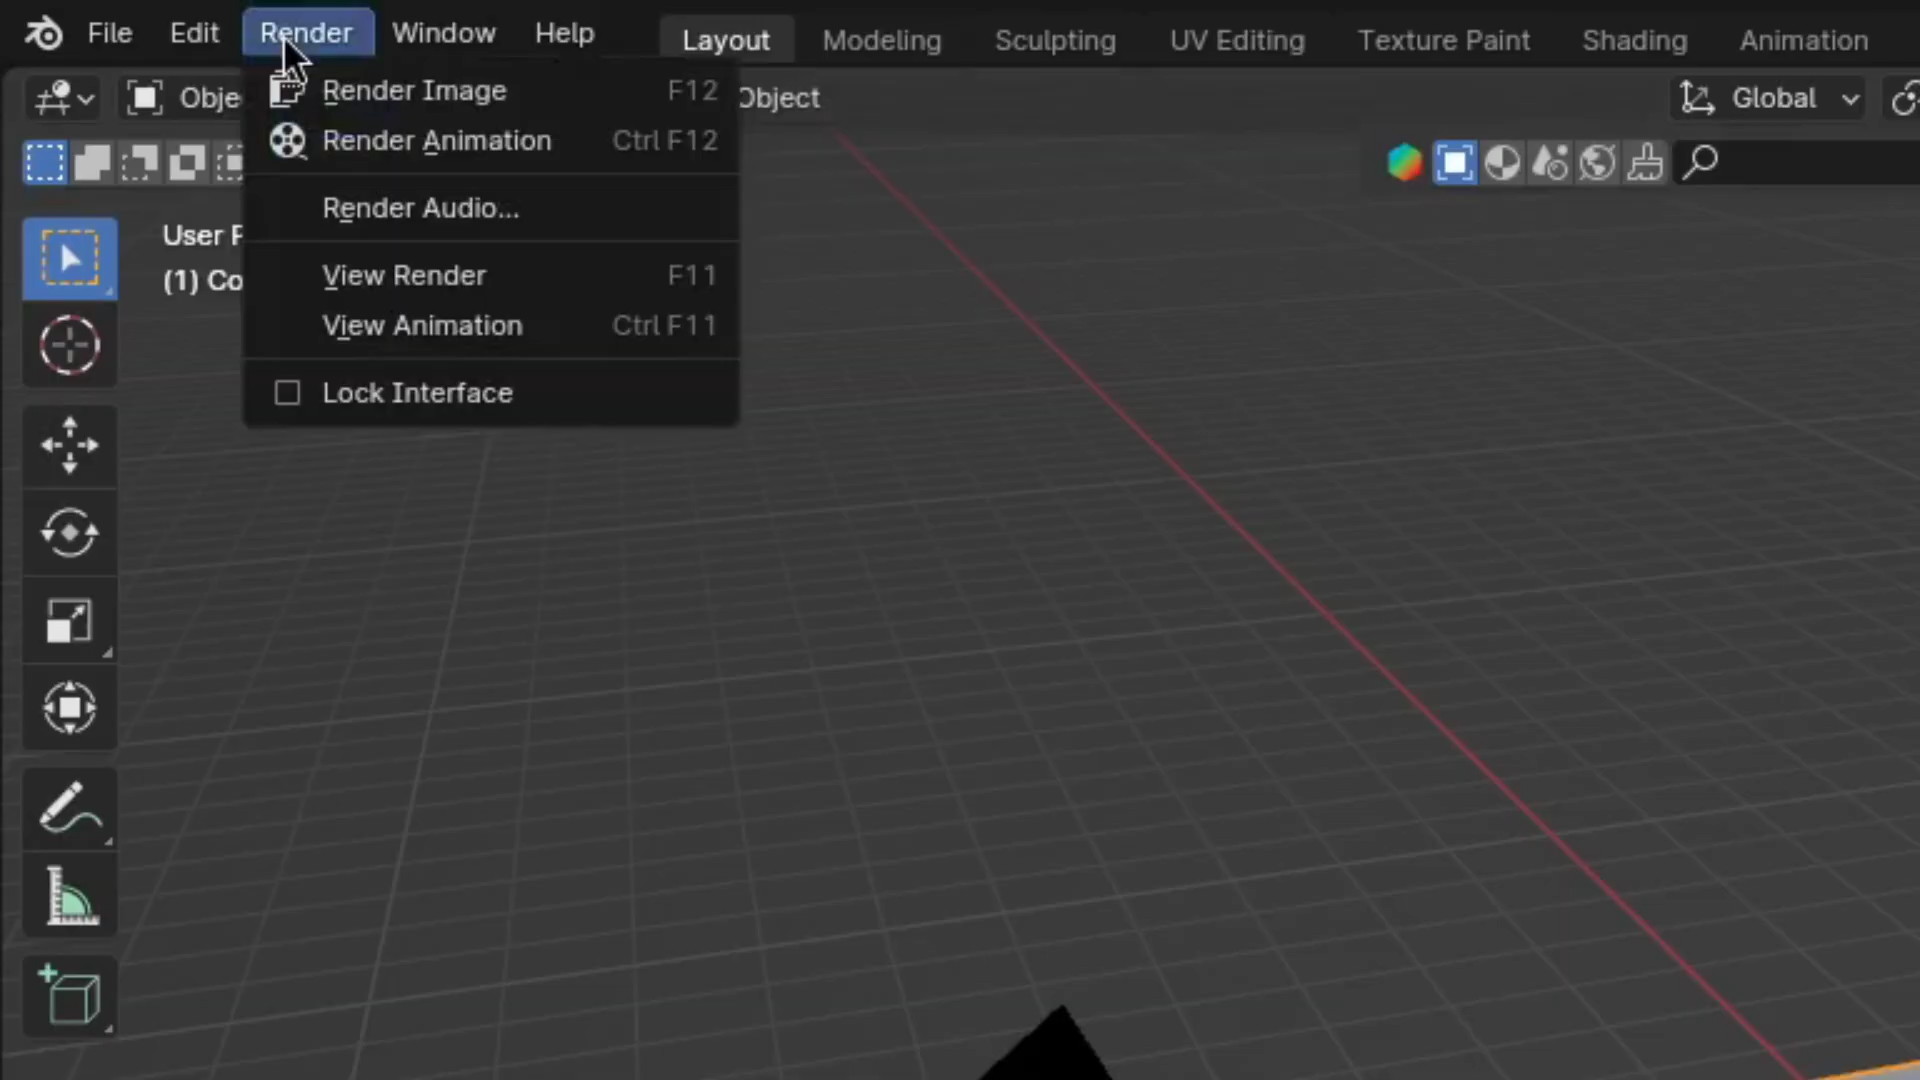 File Edit Render Window Help Layout Modeling Sculpting UV Editing Texture Paint Shading Animation
Obje Object Global
Render Image F12
Render Animation Ctrl F12
Render Audio...
User
(1) Co
View Render F11
View Animation Ctrl F11
Lock Interface